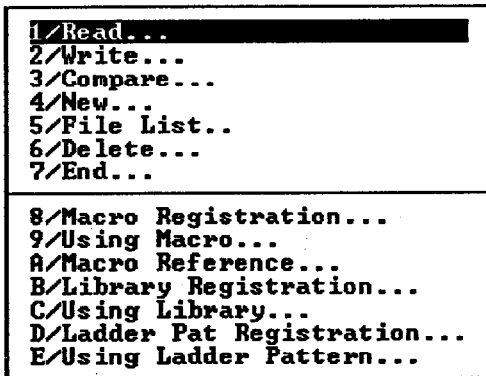 1/Read...
2/Write...
3/Compare...
4/New...
5/File List..
6/Delete...
7/End...
8/Macro Registration...
9/Using Macro...
A/Macro Reference...
B/Library Registration...
C/Using Library...
D/Ladder Pat Registration...
E/Using Ladder Pattern...